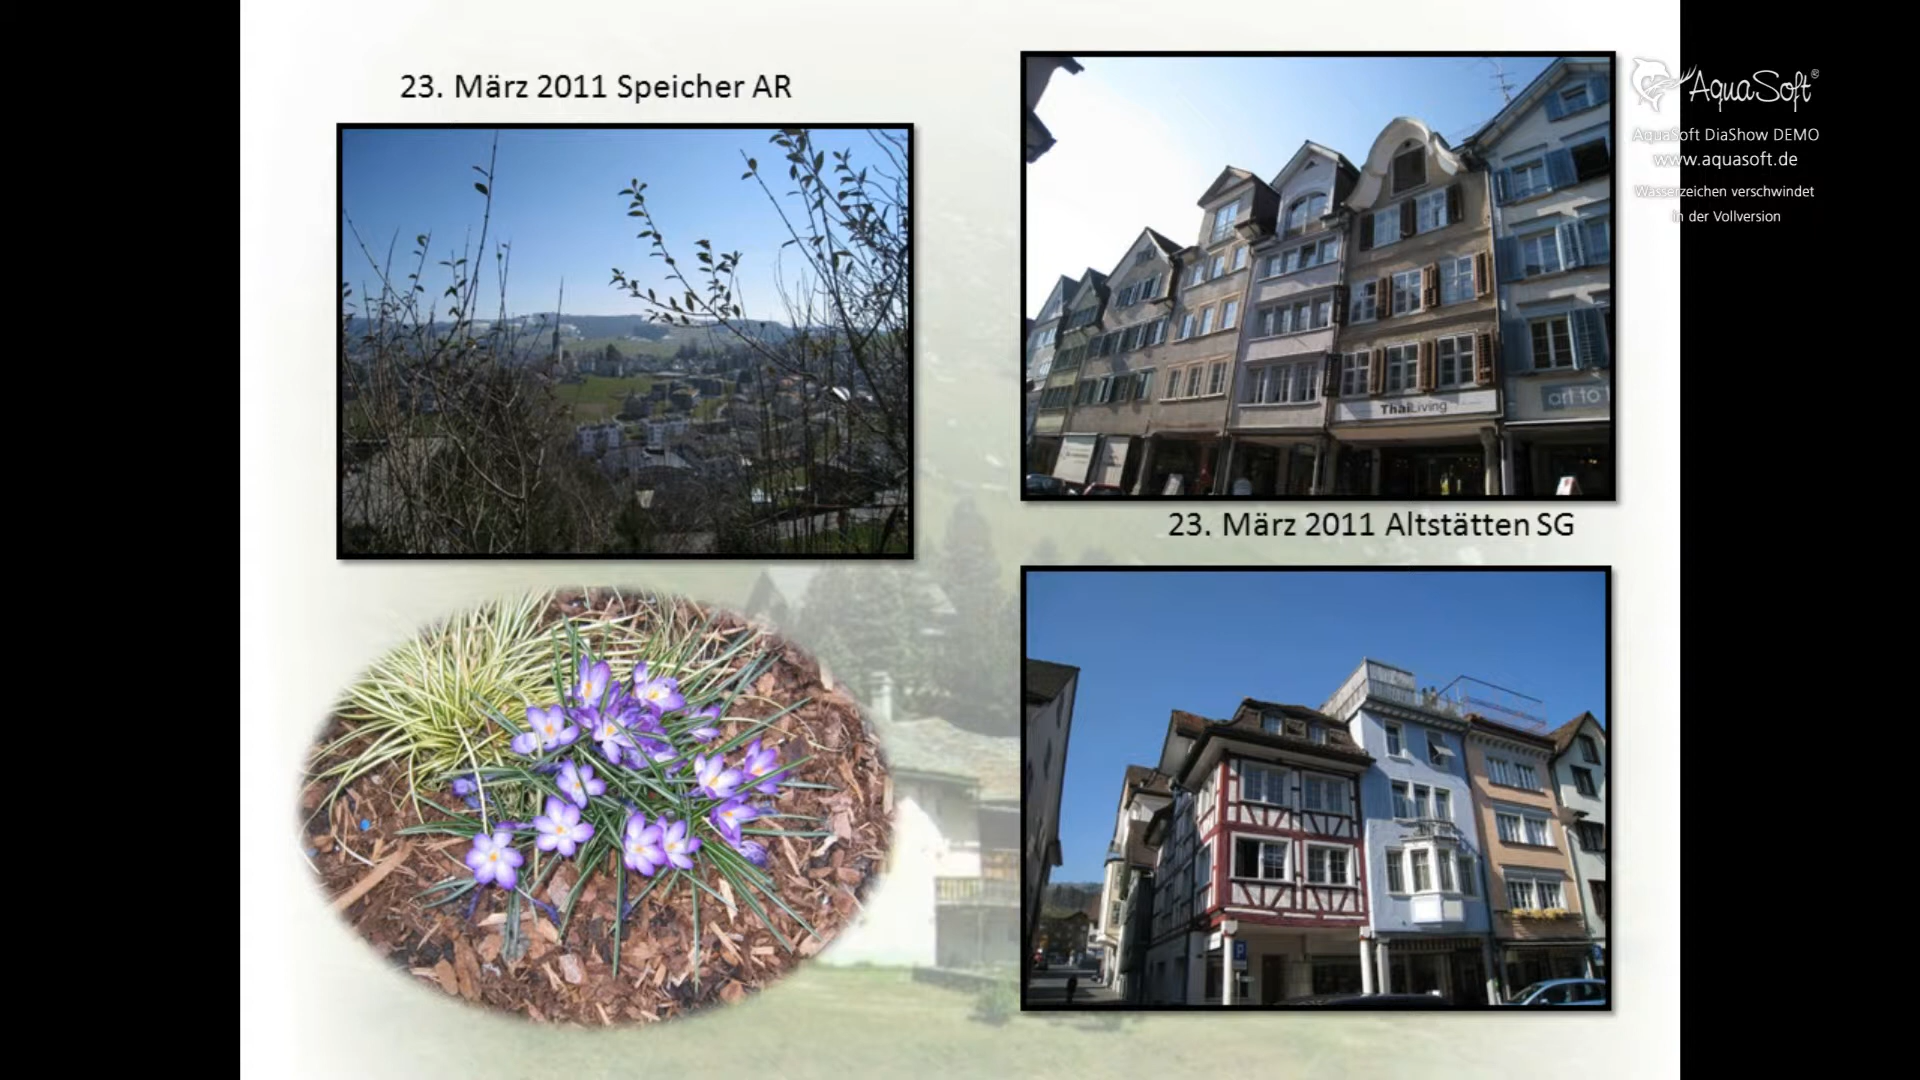 23. März 2011 Speicher AR
AquaSoft®
AquaSoft DiaShow DEMO
www.aquasoft.de
Wasserzeichen verschwindet
in der Vollversion
ThaiLiving
art to
23. März 2011 Altstätten SG
P